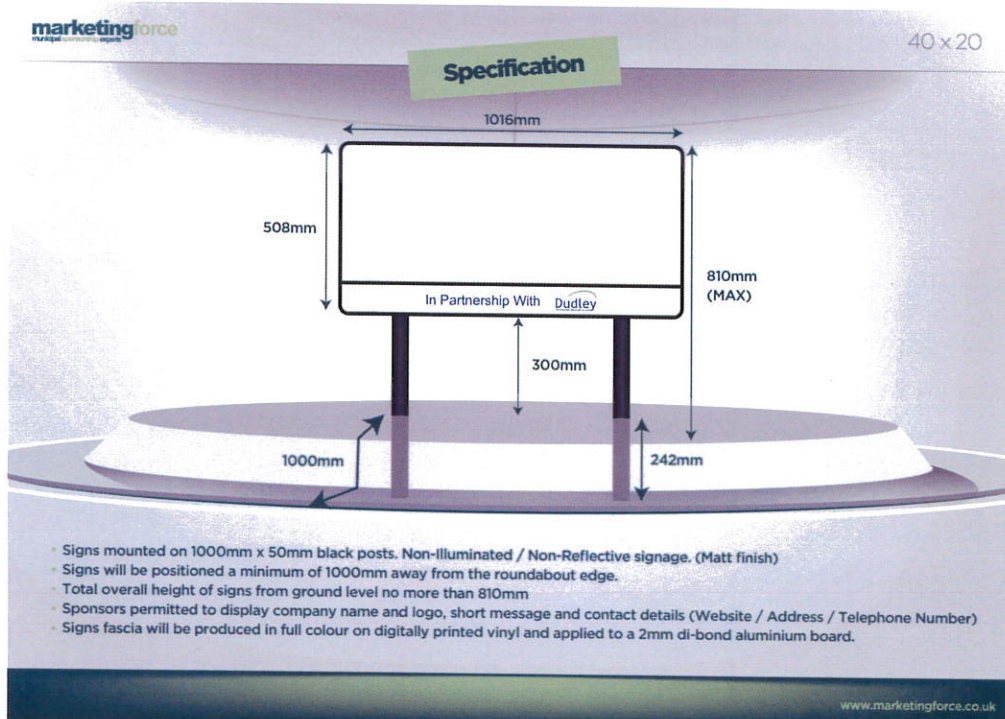 marketingforce
municipal sponsorship experts
40 x 20
Specification
1016mm
508mm
810mm
(MAX)
In Partnership With Dudley
300mm
1000mm
242mm
Signs mounted on 1000mm x 50mm black posts. Non-Illuminated / Non-Reflective signage. (Matt finish)
Signs will be positioned a minimum of 1000mm away from the roundabout edge.
Total overall height of signs from ground level no more than 810mm
Sponsors permitted to display company name and logo, short message and contact details (Website / Address / Telephone Number)
Signs fascia will be produced in full colour on digitally printed vinyl and applied to a 2mm di-bond aluminium board.
www.marketingforce.co.uk